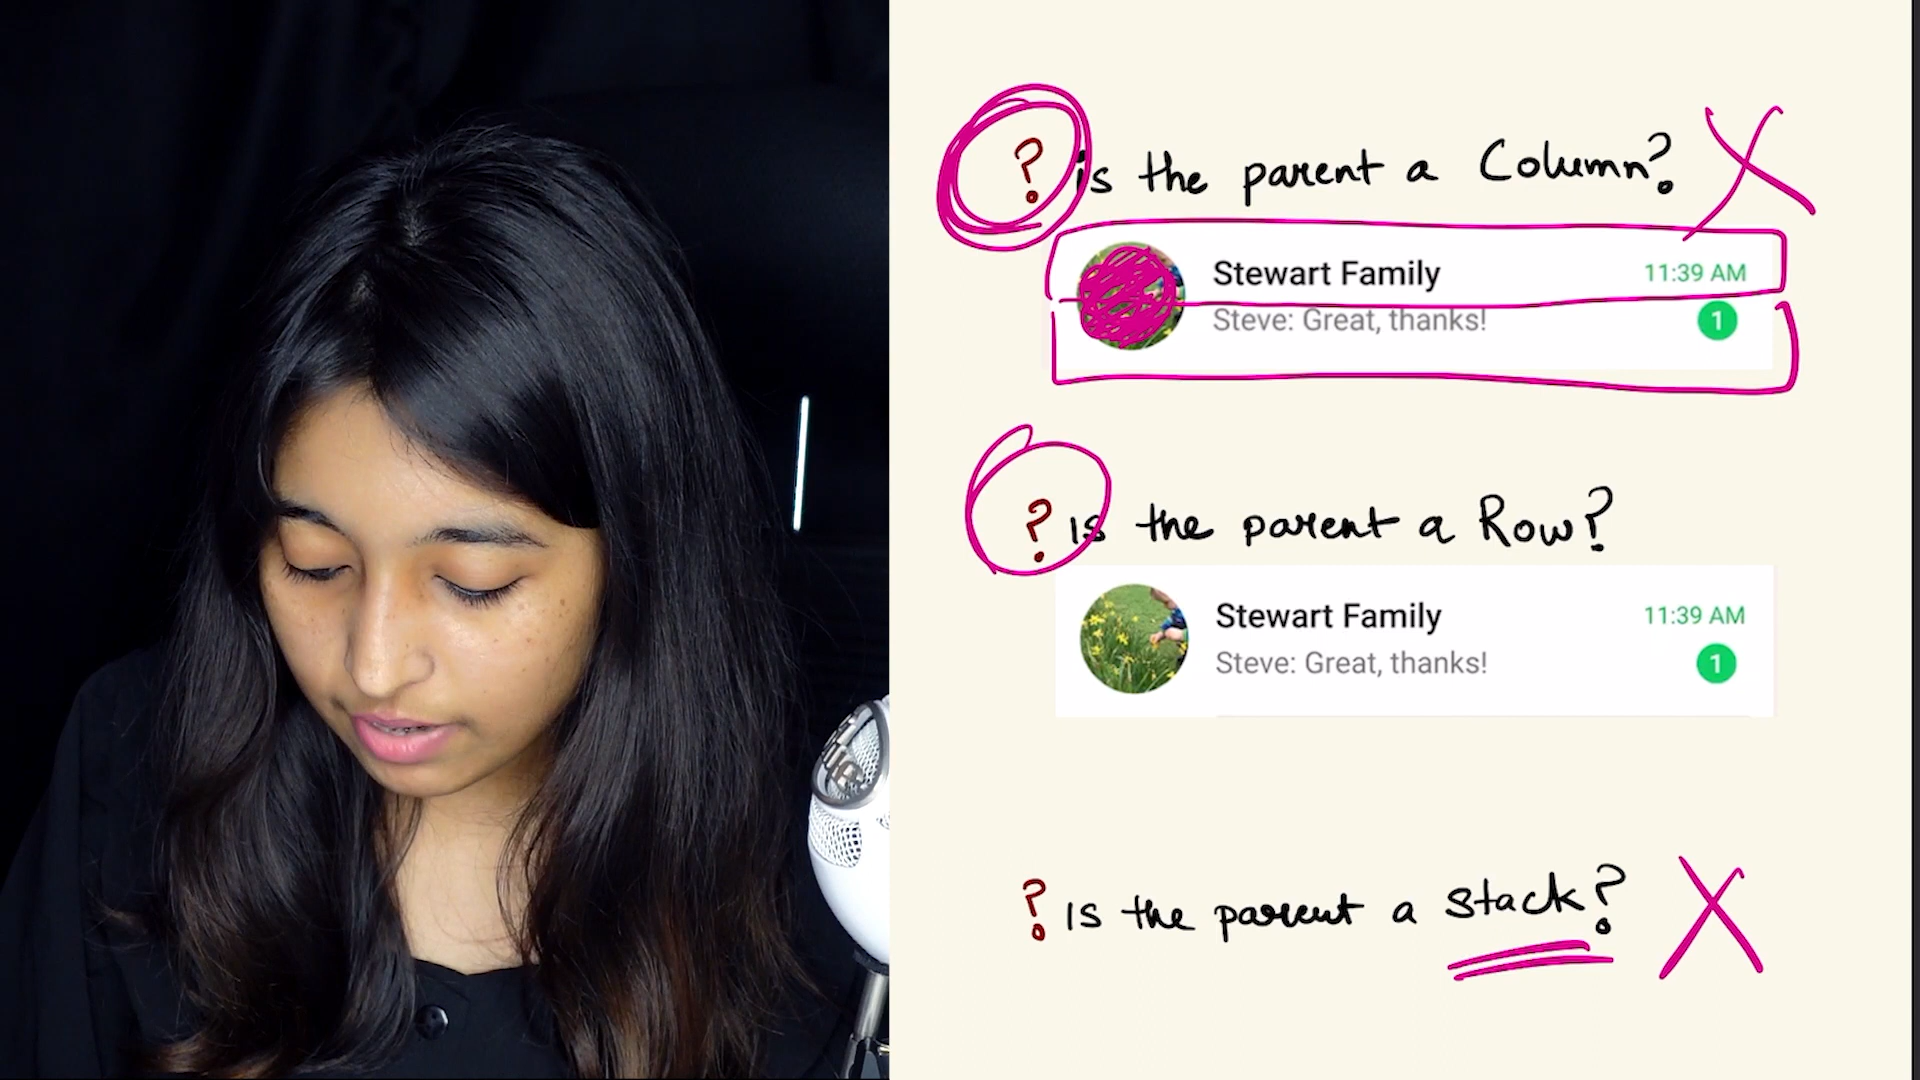 ? is the parent a Column? X
Stewart Family 11:39 AM
Steve: Great, thanks! 1
? is the parent a Row?
Stewart Family 11:39 AM
Steve: Great, thanks! 1
? is the parent a stack? X